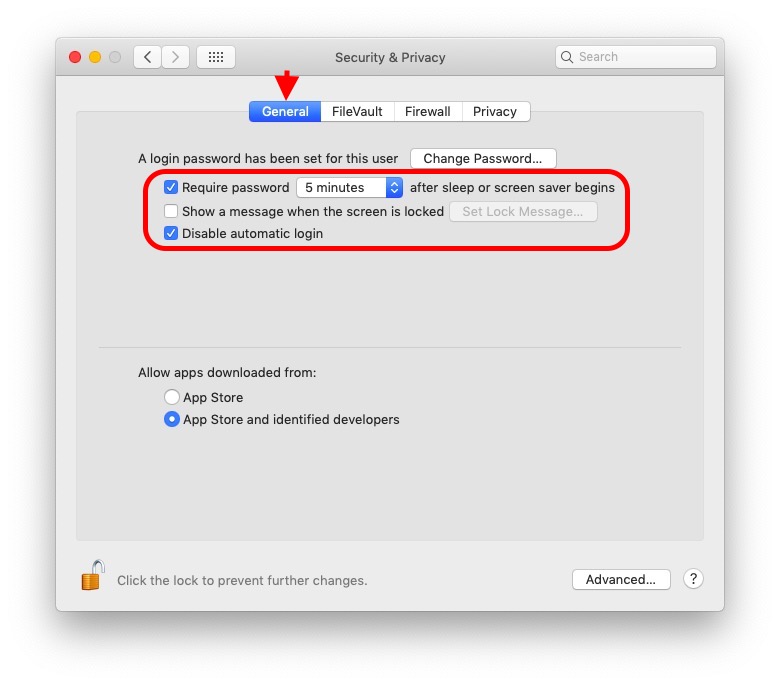 Security & Privacy Search
General FileVault Firewall Privacy
A login password has been set for this user Change Password...
Require password 5 minutes after sleep or screen saver begins
Show a message when the screen is locked Set Lock Message...
Disable automatic login
Allow apps downloaded from:
App Store
App Store and identified developers
Click the lock to prevent further changes. Advanced... ?